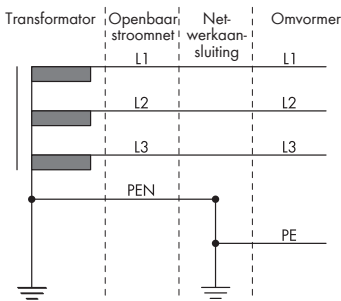 Transformator
Openbaar
stroomnet
Net-
werkaan-
sluiting
Omvormer
L1
L1
L2
L2
L3
L3
PEN
PE